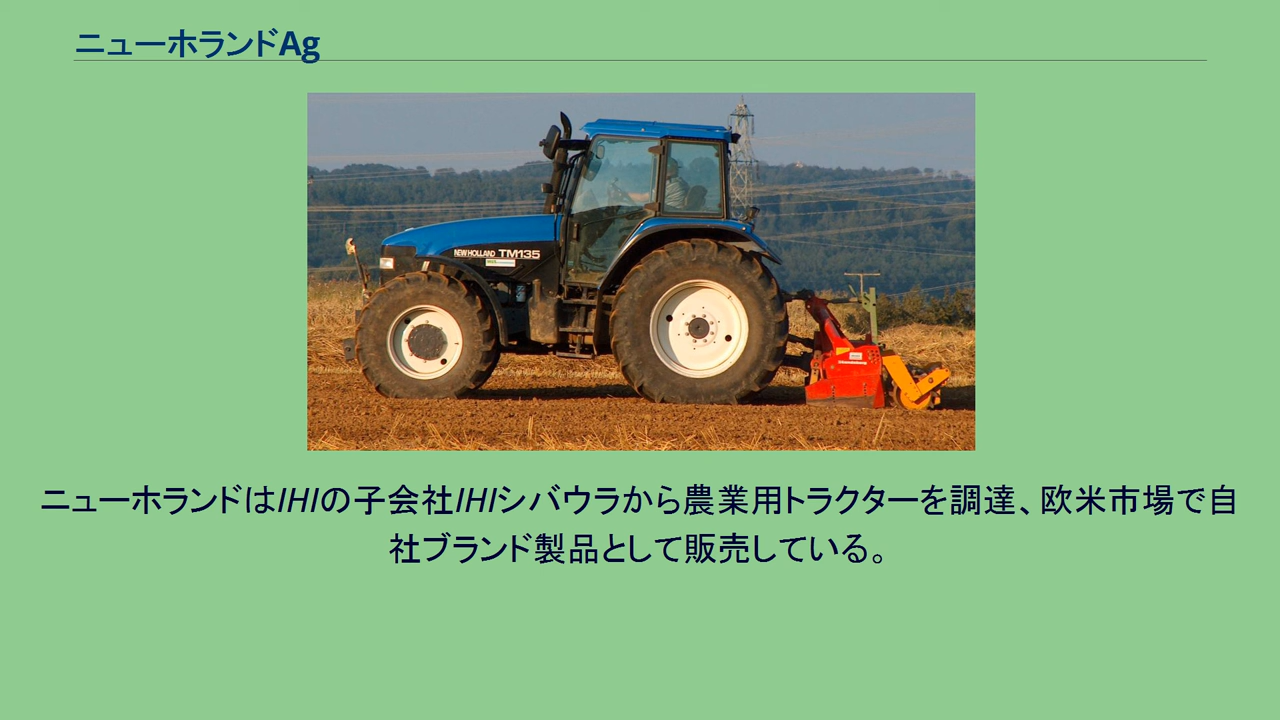 ニューホランドAg
NEW HOLLAND TM135
ニューホランドはIHIの子会社IHIシバウラから農業用トラクターを調達、欧米市場で自
社ブランド製品として販売している。